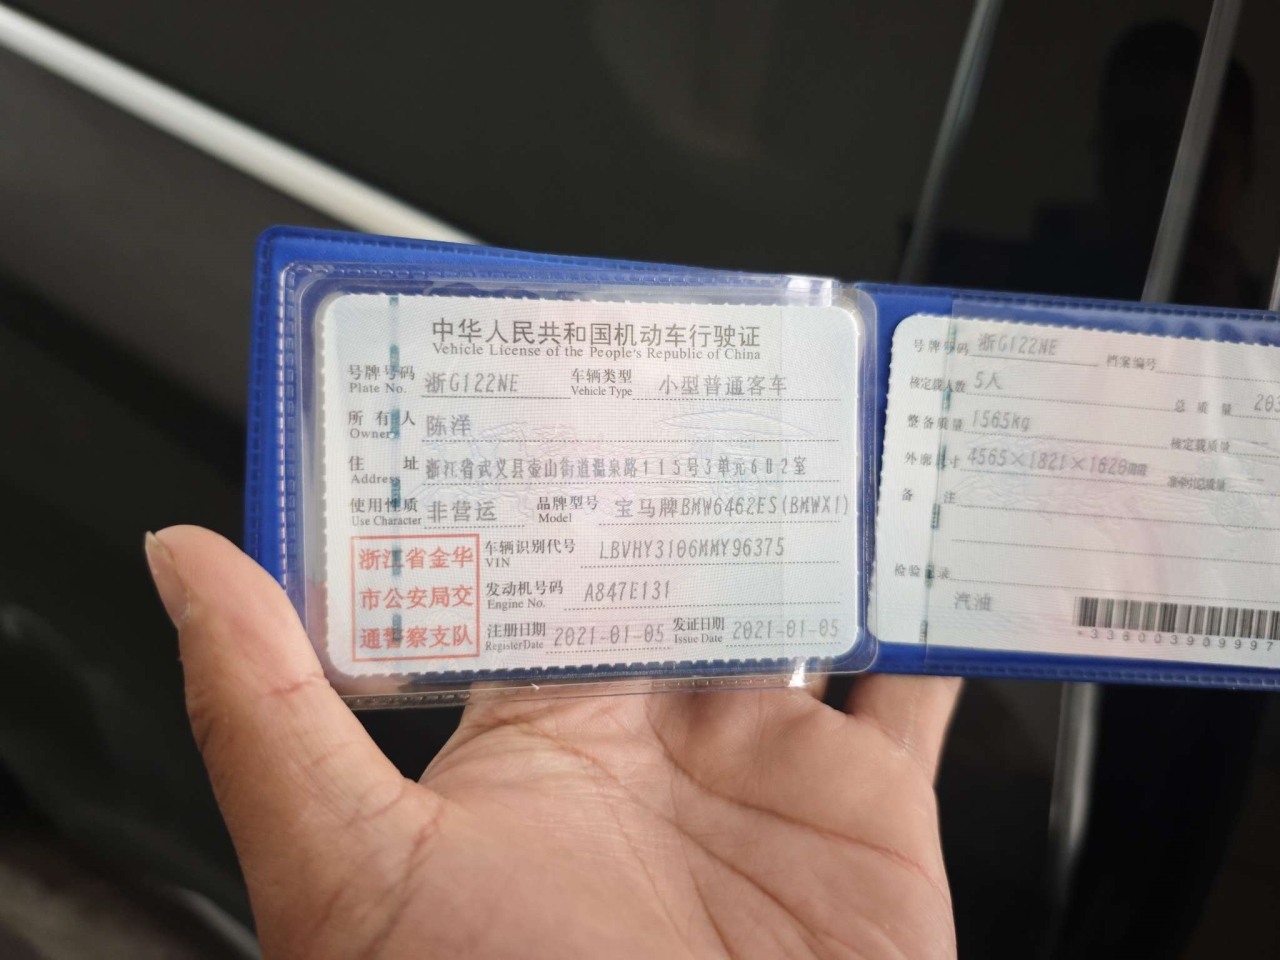 中华人民共和国机动车行驶证
Vehicle License of the People's Republic of China
号牌号码 浙G122NE 车辆类型 小型普通客车
Plate No. Vehicle Type
所有人 陈洋
Owner
住址 浙江省武义县壶山街道温泉路115号3单元602室
Address
使用性质 非营运 品牌型号 宝马牌BMW6462ES(BMWX1)
Use Character Model
浙江省金华
市公安局交
通警察支队
车辆识别代号 LBVHY3106MMY96375
VIN
发动机号码 A847E131
Engine No.
注册日期 2021-01-05 发证日期 2021-01-05
Register Date Issue Date
号牌号码 浙G122NE 档案编号
核定载人数 5人 总质量
整备质量 1565kg 核定载质量
外廓尺寸 4565×1821×1620mm 准牵引总质量
备注
检验记录
汽油